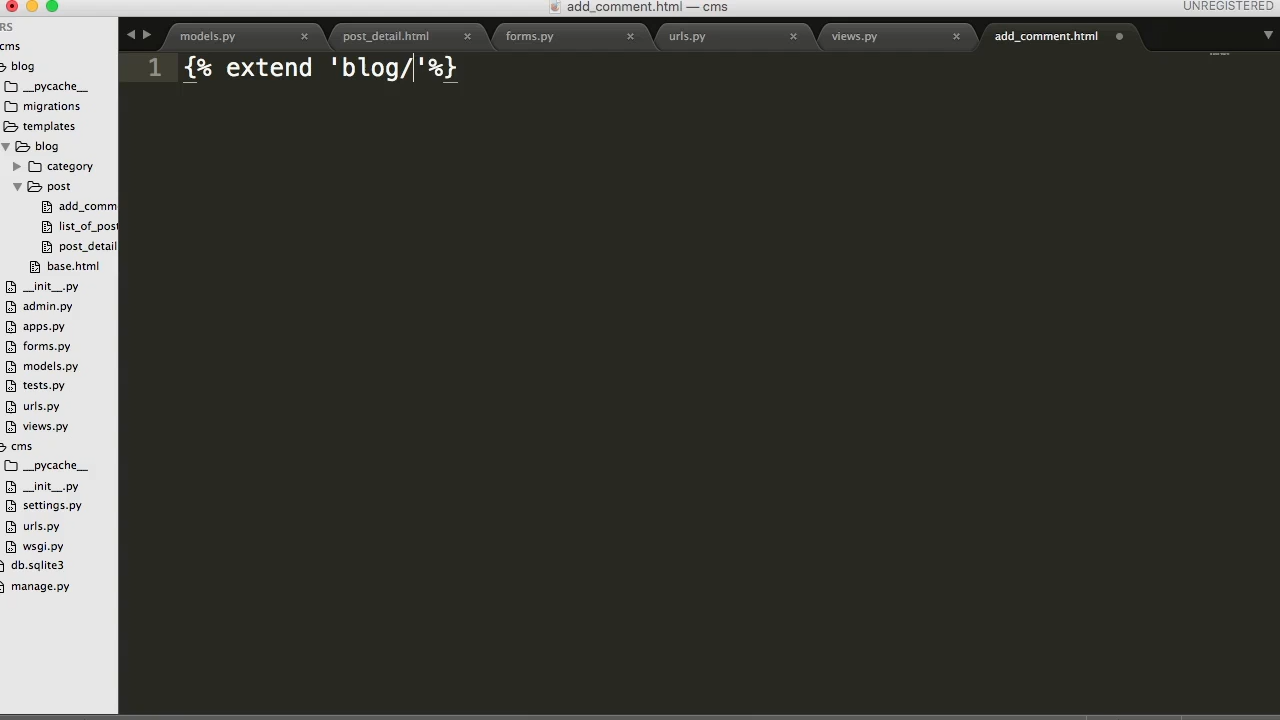 add_comment.html — cms
UNREGISTERED
RS
models.py
post_detail.html
forms.py
urls.py
views.py
add_comment.html
cms
blog
__pycache__
migrations
templates
blog
category
post
add_comm
list_of_post
post_detail
base.html
__init__.py
admin.py
apps.py
forms.py
models.py
tests.py
urls.py
views.py
cms
__pycache__
__init__.py
settings.py
urls.py
wsgi.py
db.sqlite3
manage.py
1 {% extend 'blog/'%}